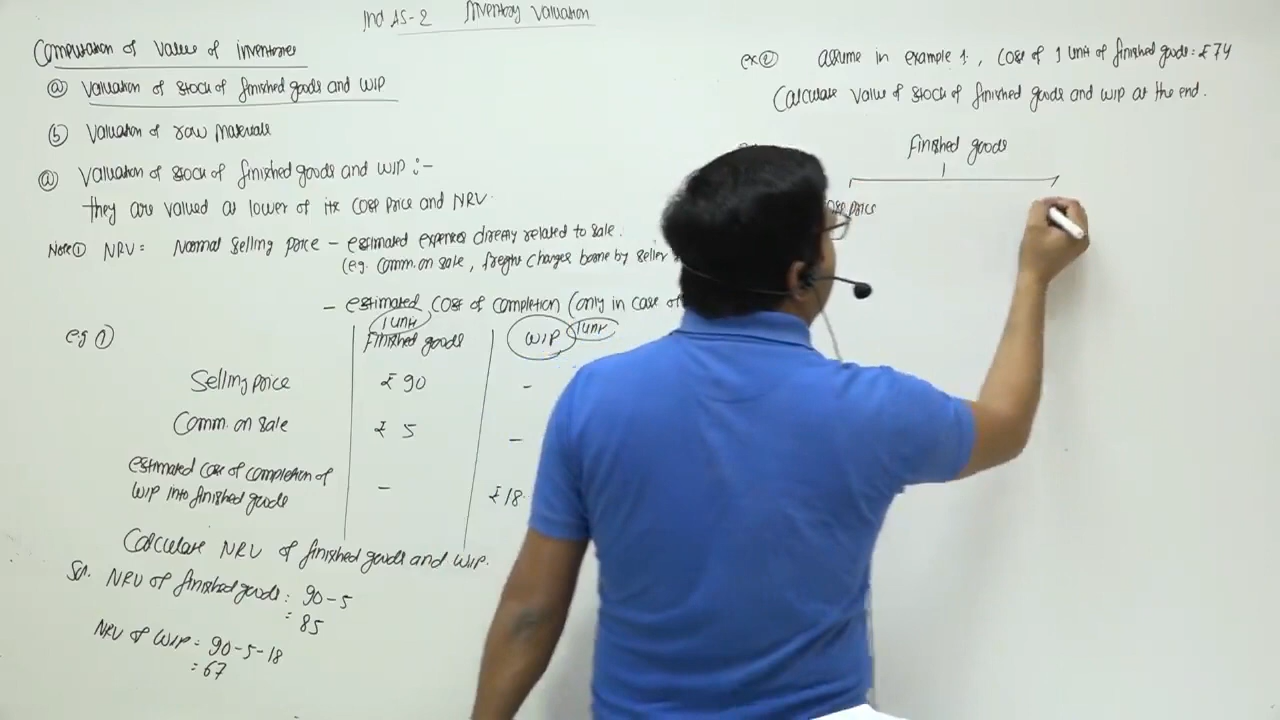 Ind AS-2 Inventory Valuation
Computation of value of inventories
(a) Valuation of stock of finished goods and WIP
(b) Valuation of raw materials
(a) Valuation of stock of finished goods and WIP :-
They are valued at lower of its cost price and NRV.
Note (1) NRV = Normal selling price - estimated expenses directly related to sale.
(eg. comm. on sale, freight charges borne by seller
- estimated cost of completion (only in case of
eg (1)
1 Unit
1 Unit
Finished goods
WIP
Selling price ₹ 90 -
Comm. on sale ₹ 5 -
estimated cost of completion of
WIP into finished goods - ₹ 18
Calculate NRV of finished goods and WIP.
Sol. NRV of finished goods = 90-5
= 85
NRV of WIP = 90-5-18
= 67
ex (2) Assume in example 1, cost of 1 unit of finished goods = ₹ 74
Calculate value of stock of finished goods and WIP at the end.
Finished goods
price